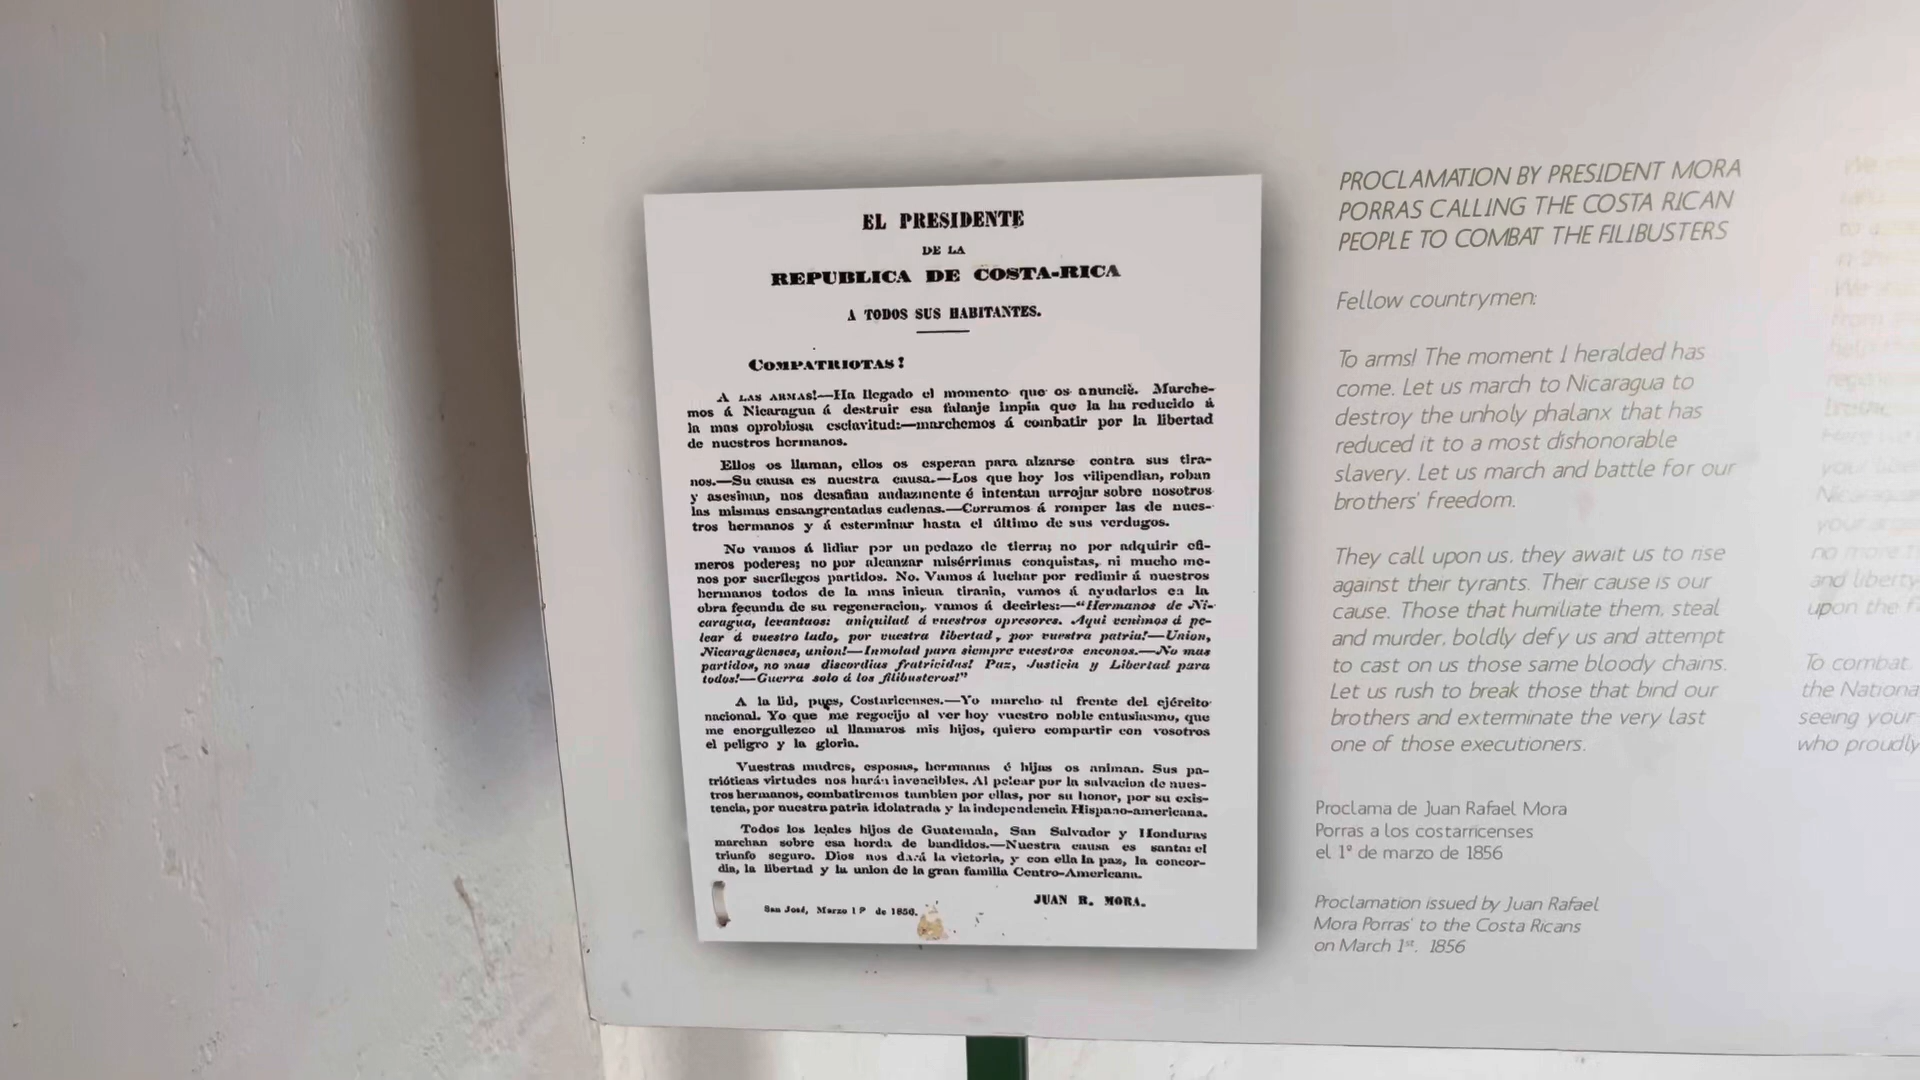 EL PRESIDENTE
DE LA
REPUBLICA DE COSTA-RICA
A TODOS SUS HABITANTES.
COMPATRIOTAS!
A LAS ARMAS!—Ha llegado el momento que os anunciè. Marche-
mos á Nicaragua á destruir esa falanje impia que la ha reducido á
la mas oprobiosa esclavitud:—marchemos á combatir por la libertad
de nuestros hermanos.
Ellos os llaman, ellos os esperan para alzarse contra sus tira-
nos.—Su causa es nuestra causa.—Los que hoy los vilipendian, roban
y asesinan, nos desafian audazmente é intentan arrojar sobre nosotros
las mismas ensangrentadas cadenas.—Corramos á romper las de nues-
tros hermanos y á esterminar hasta el último de sus verdugos.
No vamos á lidiar por un pedazo de tierra; no por adquirir efi-
meros poderes; no por alcanzar misérrimas conquistas, ni mucho me-
nos por sacrílegos partidos. No. Vamos á luchar por redimir á nuestros
hermanos todos de la mas inicua tirania, vamos á ayudarlos en la
obra fecunda de su regeneracion, vamos á decirles:—"Hermanos de Ni-
caragua, levantaos: aniquilad á vuestros opresores. Aqui venimos á pe-
lear á vuestro lado, por vuestra libertad, por vuestra patria!—Union,
Nicaragüenses, union!—Inmolad para siempre vuestros enconos.—No mas
partidos, no mas discordias fratricidas! Paz, Justicia y Libertad para
todos!—Guerra solo á los filibusteros!"
A la lid, pues, Costaricenses.—Yo marcho al frente del ejército
nacional. Yo que me regocijo al ver hoy vuestro noble entusiasmo, que
me enorgullezco al llamaros mis hijos, quiero compartir con vosotros
el peligro y la gloria.
Vuestras madres, esposas, hermanas é hijas os animan. Sus pa-
trióticas virtudes nos harán invencibles. Al pelear por la salvacion de nues-
tros hermanos, combatiremos tambien por ellas, por su honor, por su exis-
tencia, por nuestra patria idolatrada y la independencia Hispano-americana.
Todos los leales hijos de Guatemala, San Salvador y Honduras
marchan sobre esa horda de bandidos.—Nuestra causa es santa: el
triunfo seguro. Dios nos dará la victoria, y con ella la paz, la concor-
dia, la libertad y la union de la gran familia Centro-Americana.
JUAN R. MORA.
San José, Marzo 1º de 1856.
PROCLAMATION BY PRESIDENT MORA
PORRAS CALLING THE COSTA RICAN
PEOPLE TO COMBAT THE FILIBUSTERS
Fellow countrymen:
To arms! The moment I heralded has
come. Let us march to Nicaragua to
destroy the unholy phalanx that has
reduced it to a most dishonorable
slavery. Let us march and battle for our
brothers' freedom.
They call upon us, they await us to rise
against their tyrants. Their cause is our
cause. Those that humiliate them, steal
and murder, boldly defy us and attempt
to cast on us those same bloody chains.
Let us rush to break those that bind our
brothers and exterminate the very last
one of those executioners.
Proclama de Juan Rafael Mora
Porras a los costarricenses
el 1° de marzo de 1856
Proclamation issued by Juan Rafael
Mora Porras' to the Costa Ricans
on March 1st. 1856
no more
and liberty
upon the
To combat,
the Nationa
seeing your
who proudly